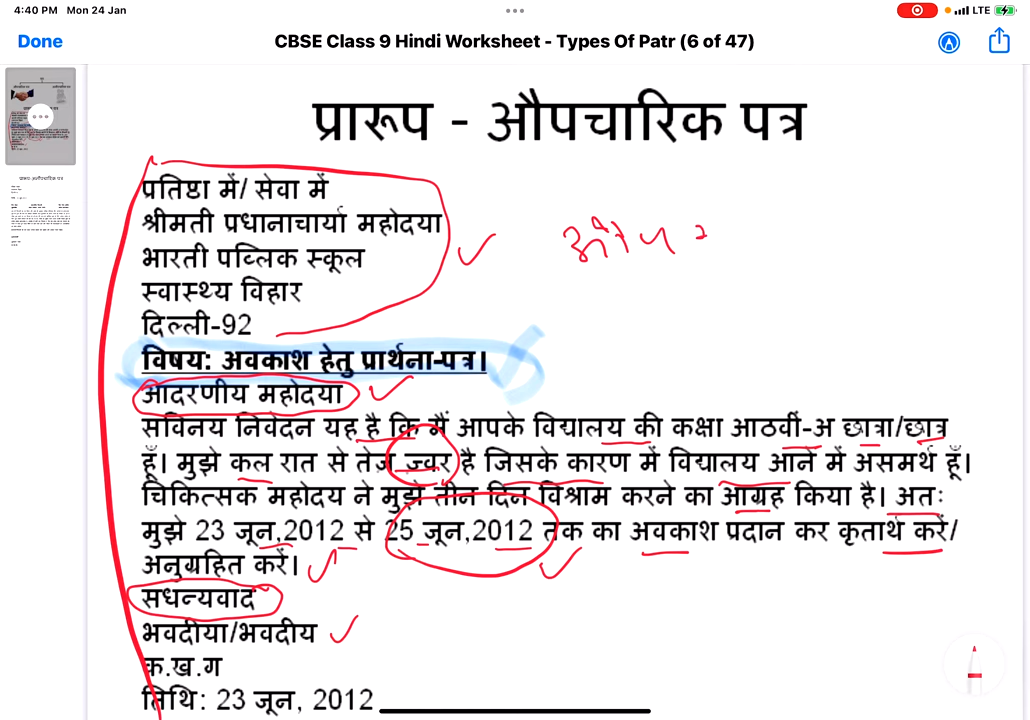 4:40 PM Mon 24 Jan
LTE
Done
CBSE Class 9 Hindi Worksheet - Types Of Patr (6 of 47)
प्रारूप - औपचारिक पत्र
प्रतिष्ठा में/ सेवा में
श्रीमती प्रधानाचार्या महोदया
भारती पब्लिक स्कूल
स्वास्थ्य विहार
दिल्ली-92
विषय: अवकाश हेतु प्रार्थना-पत्र।
आदरणीय महोदया
सविनय निवेदन यह है कि मैं आपके विद्यालय की कक्षा आठवीं-अ छात्रा/छात्र
हूँ। मुझे कल रात से तेज़ ज्वर है जिसके कारण में विद्यालय आने में असमर्थ हूँ।
चिकित्सक महोदय ने मुझे तीन दिन विश्राम करने का आग्रह किया है। अतः
मुझे 23 जून,2012 से 25 जून,2012 तक का अवकाश प्रदान कर कृतार्थ करें/
अनुग्रहित करें।
सधन्यवाद
भवदीया/भवदीय
क.ख.ग
तिथि: 23 जून, 2012